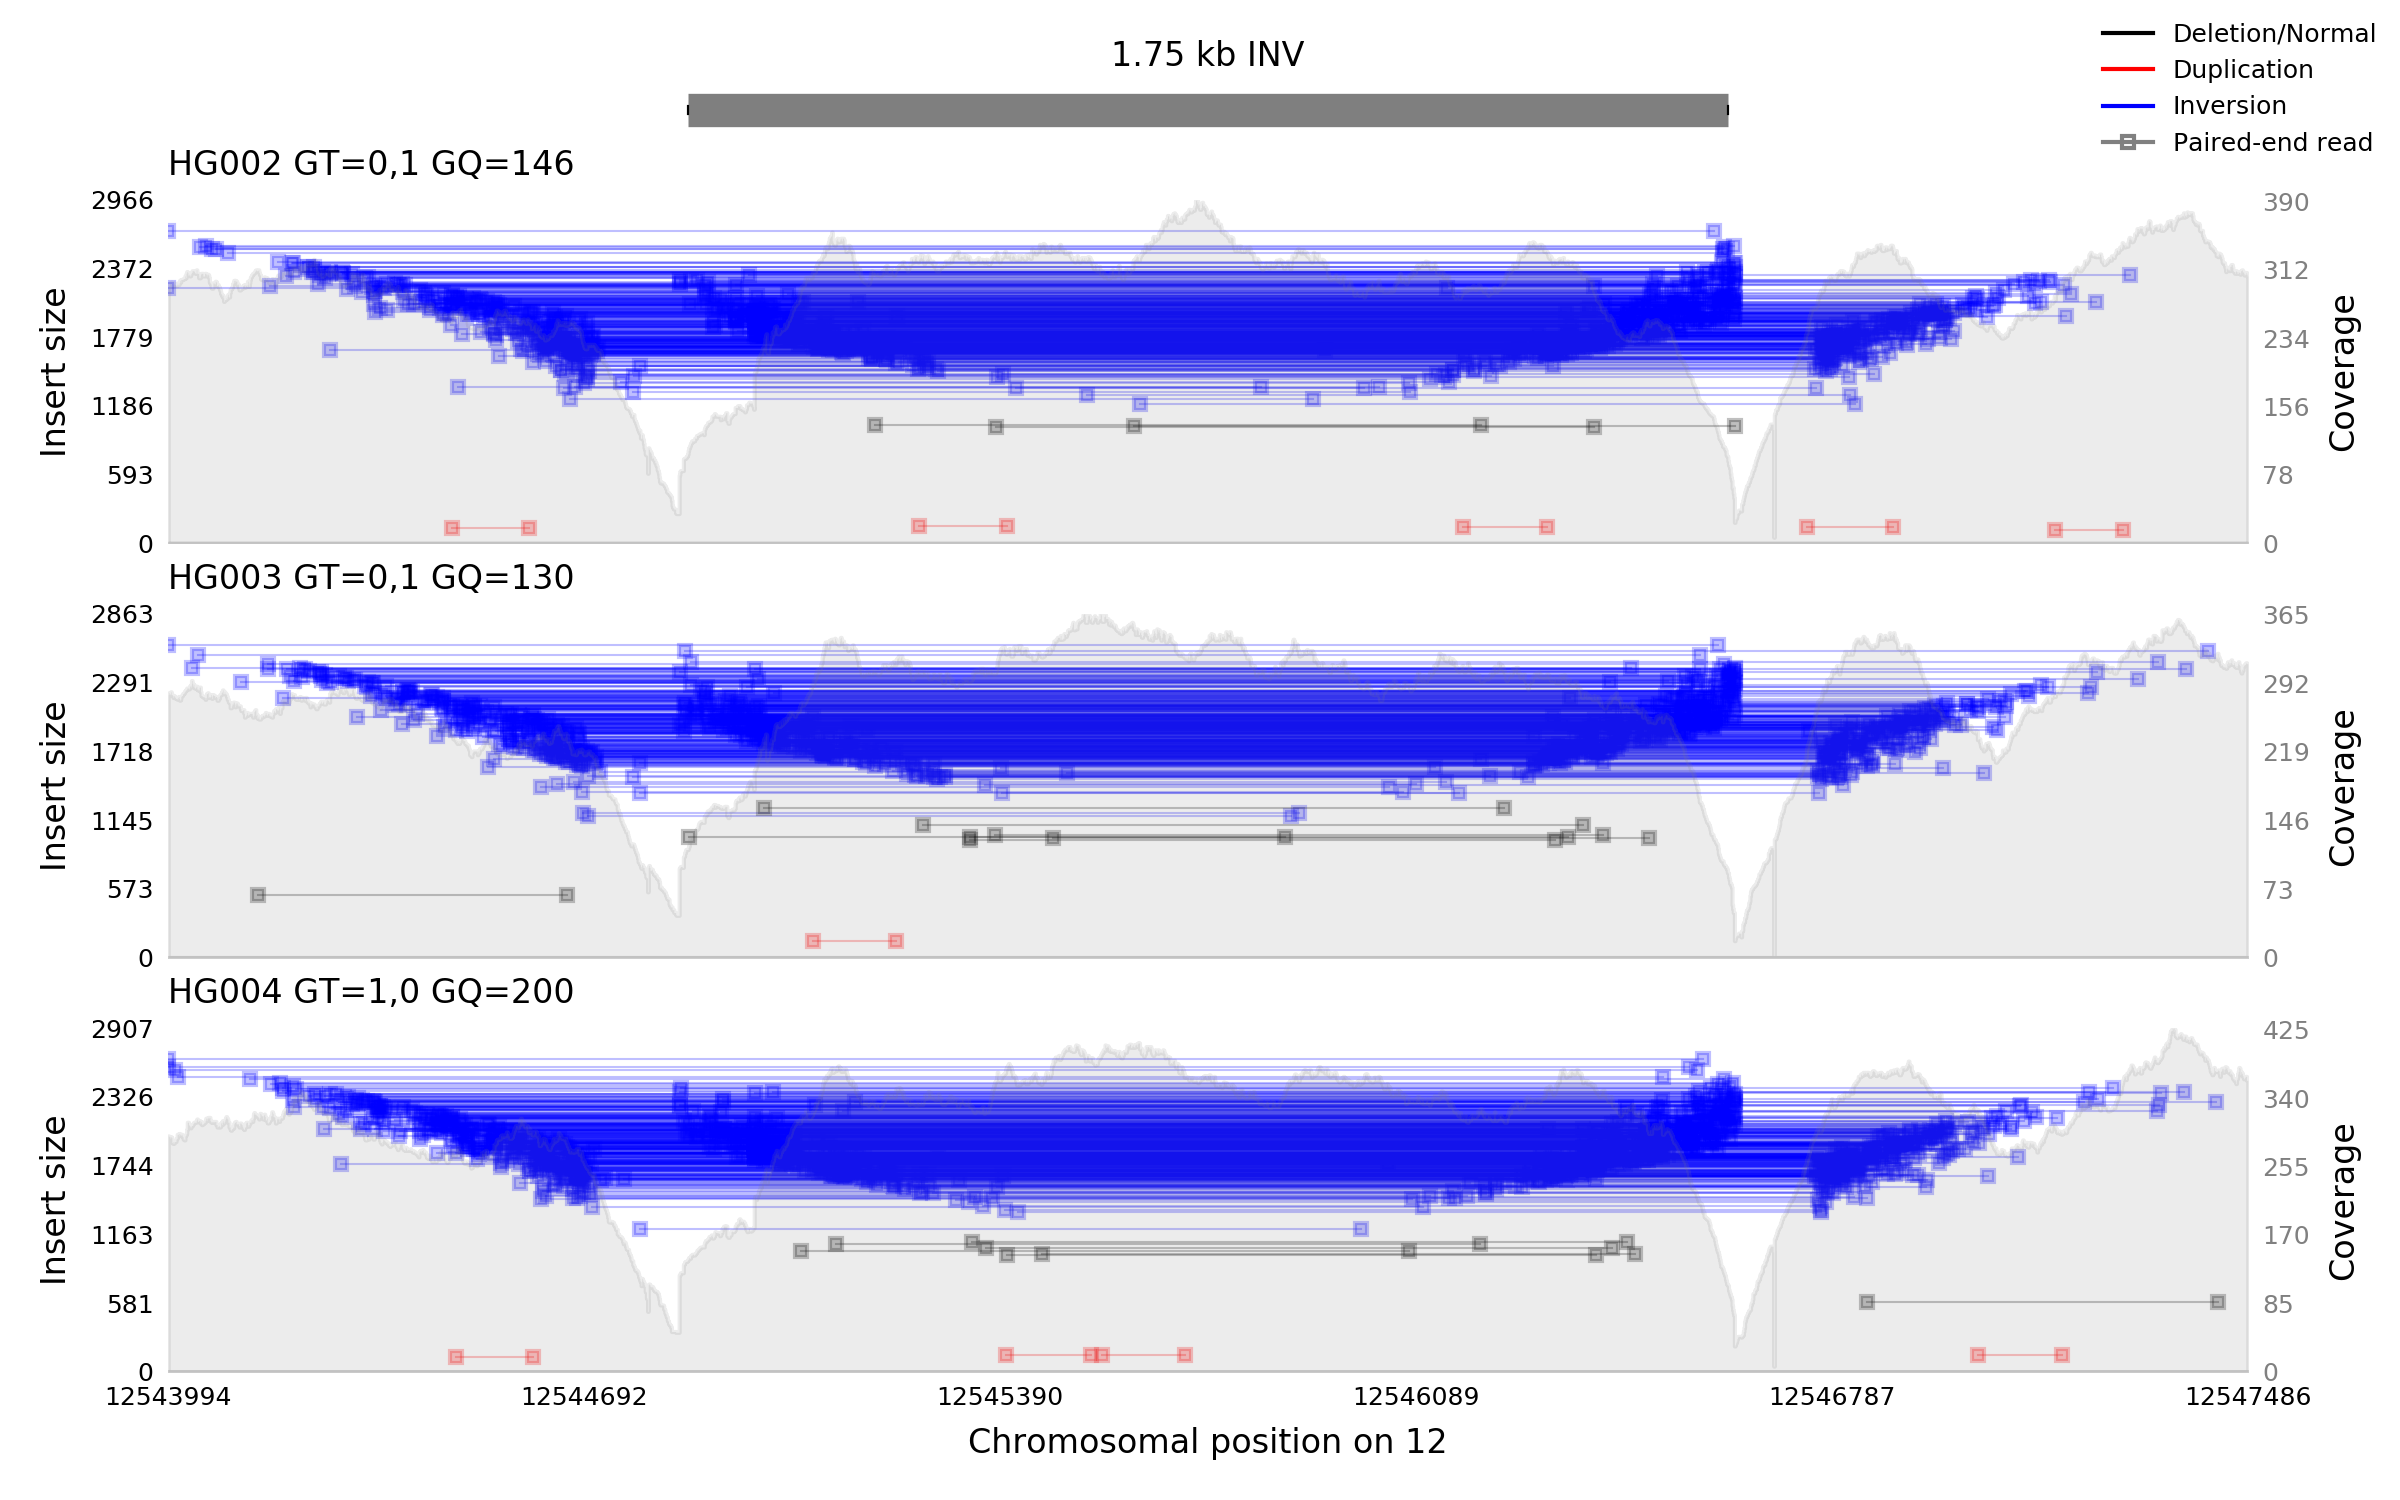 Deletion/Normal
1.75 kb INV
Duplication
Inversion
Paired-end read
HG002 GT=0,1 GQ=146
2966
390
2372
312
1779
234
1186
156
593
78
0
0
Insert size
Coverage
HG003 GT=0,1 GQ=130
2863
365
2291
292
1718
219
1145
146
573
73
0
0
Insert size
Coverage
HG004 GT=1,0 GQ=200
2907
425
2326
340
1744
255
1163
170
581
85
0
0
Insert size
Coverage
12543994 12544692 12545390 12546089 12546787 12547486
Chromosomal position on 12